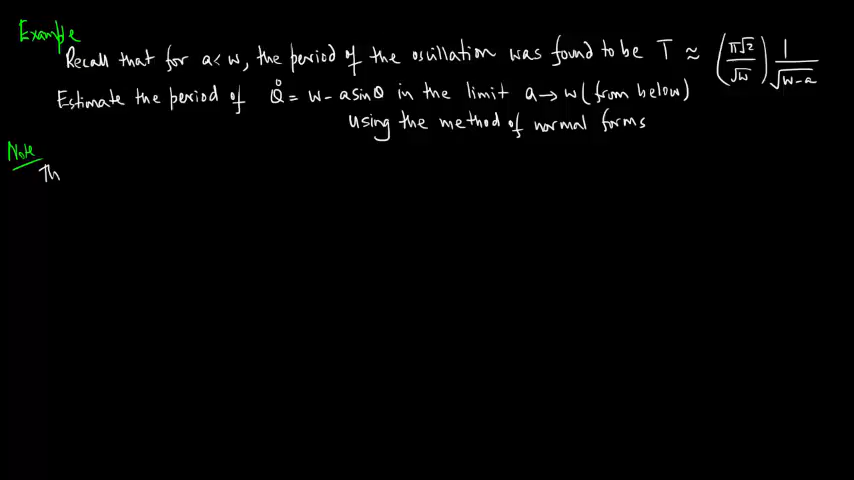 Example
Recall that for a< w, the period of the oscillation was found to be T ≈ (π√2/√w) 1/√(w-a)
Estimate the period of θ̇ = w - a sinθ in the limit a → w (from below)
using the method of normal forms
Note
Th